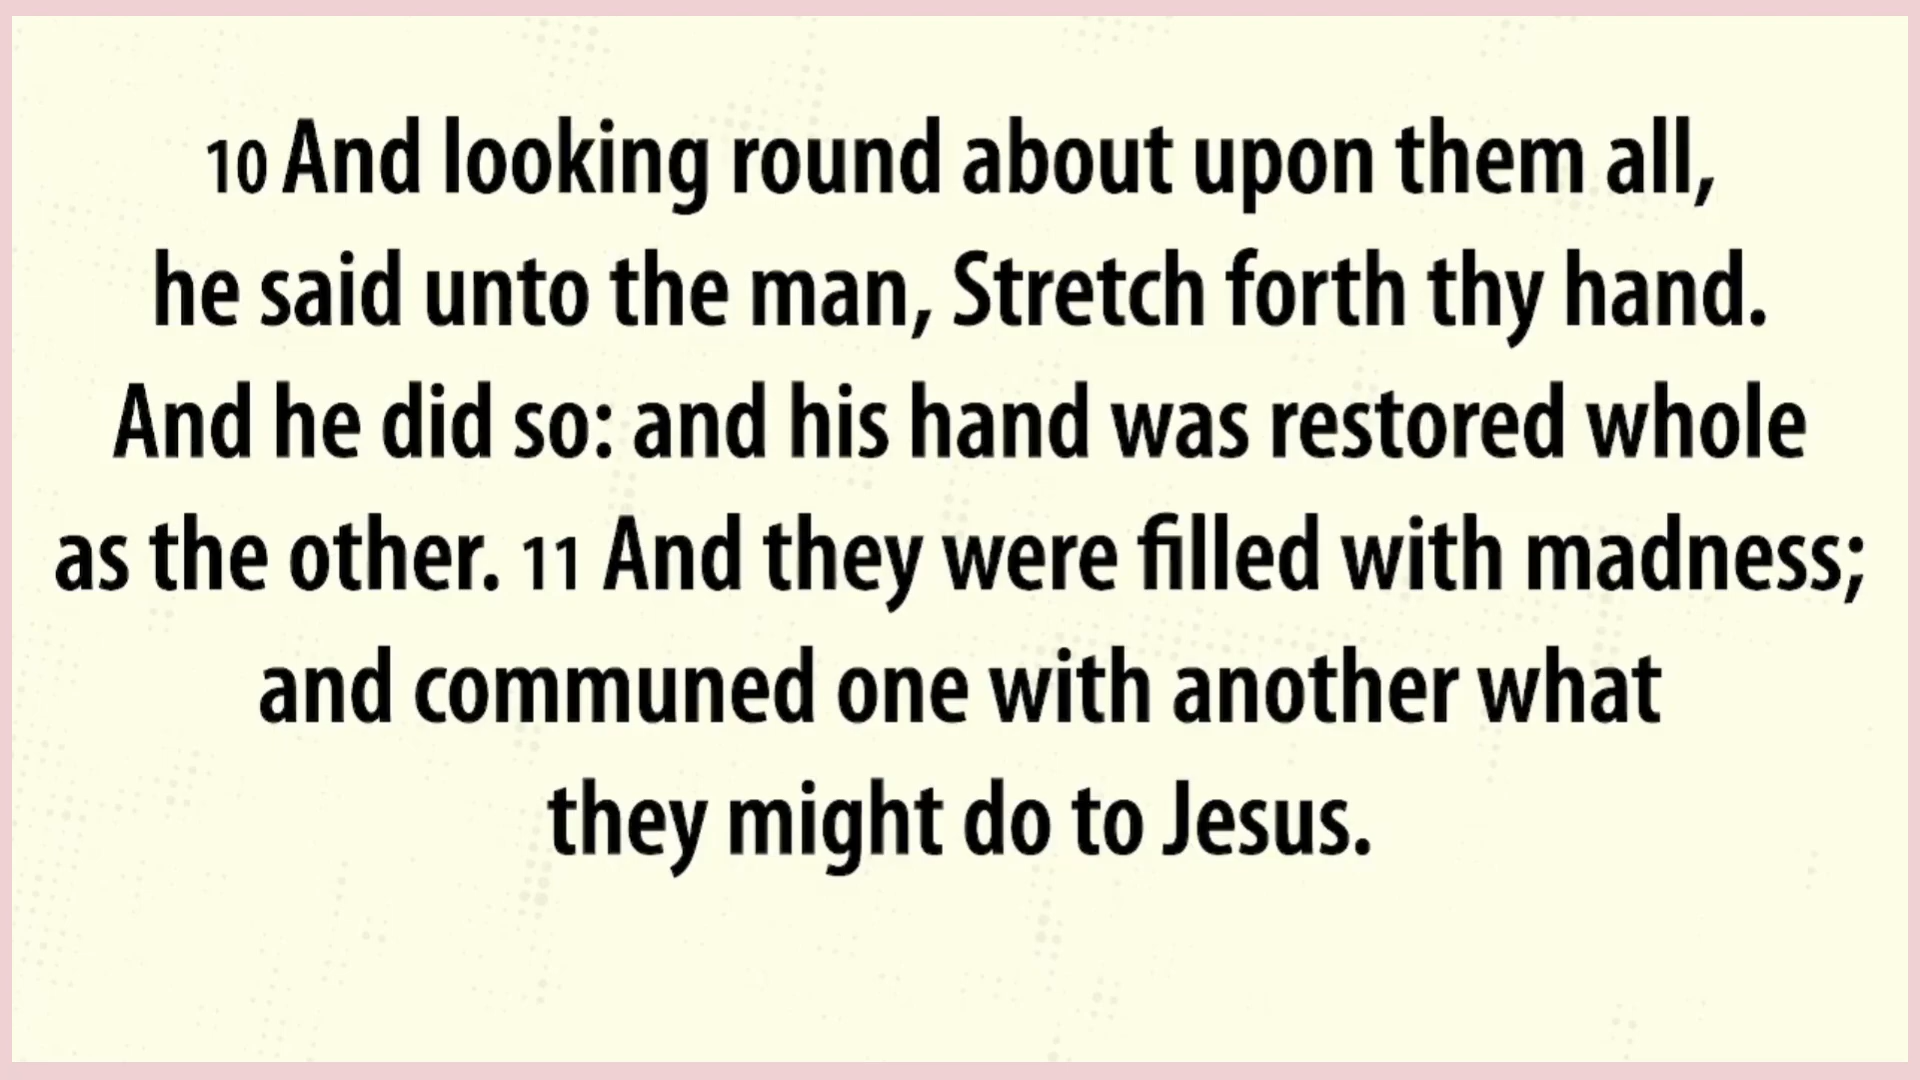 10 And looking round about upon them all,
he said unto the man, Stretch forth thy hand.
And he did so: and his hand was restored whole
as the other. 11 And they were filled with madness;
and communed one with another what
they might do to Jesus.